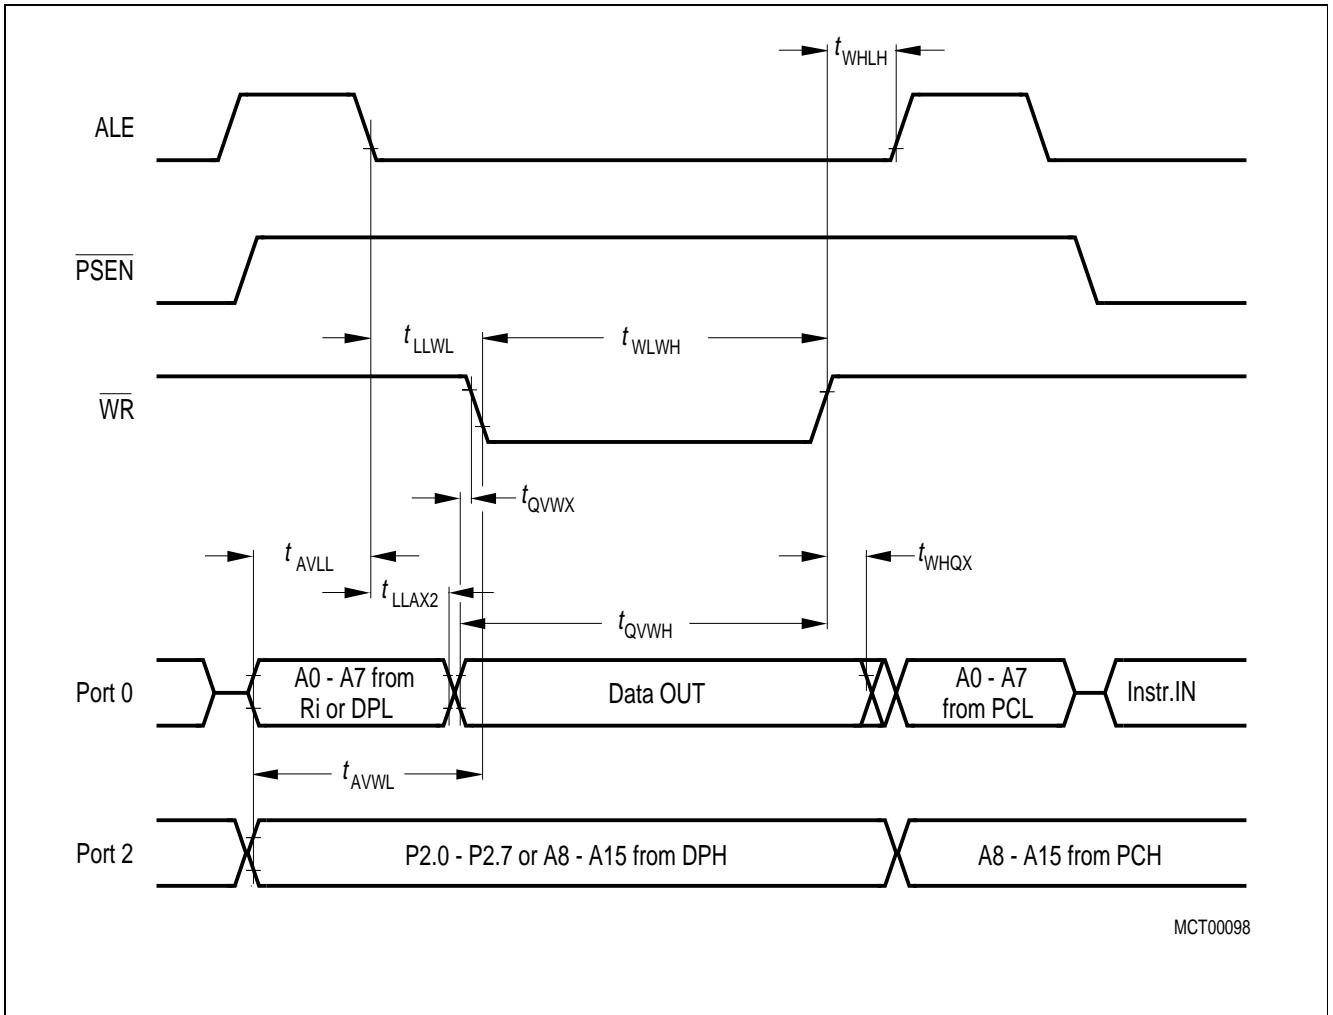 tWHLH
ALE
PSEN
tLLWL
tWLWH
WR
tQVWX
tAVLL
tWHQX
tLLAX2
tQVWH
Port 0
A0 - A7 from
Ri or DPL
Data OUT
A0 - A7
from PCL
Instr.IN
tAVWL
Port 2
P2.0 - P2.7 or A8 - A15 from DPH
A8 - A15 from PCH
MCT00098